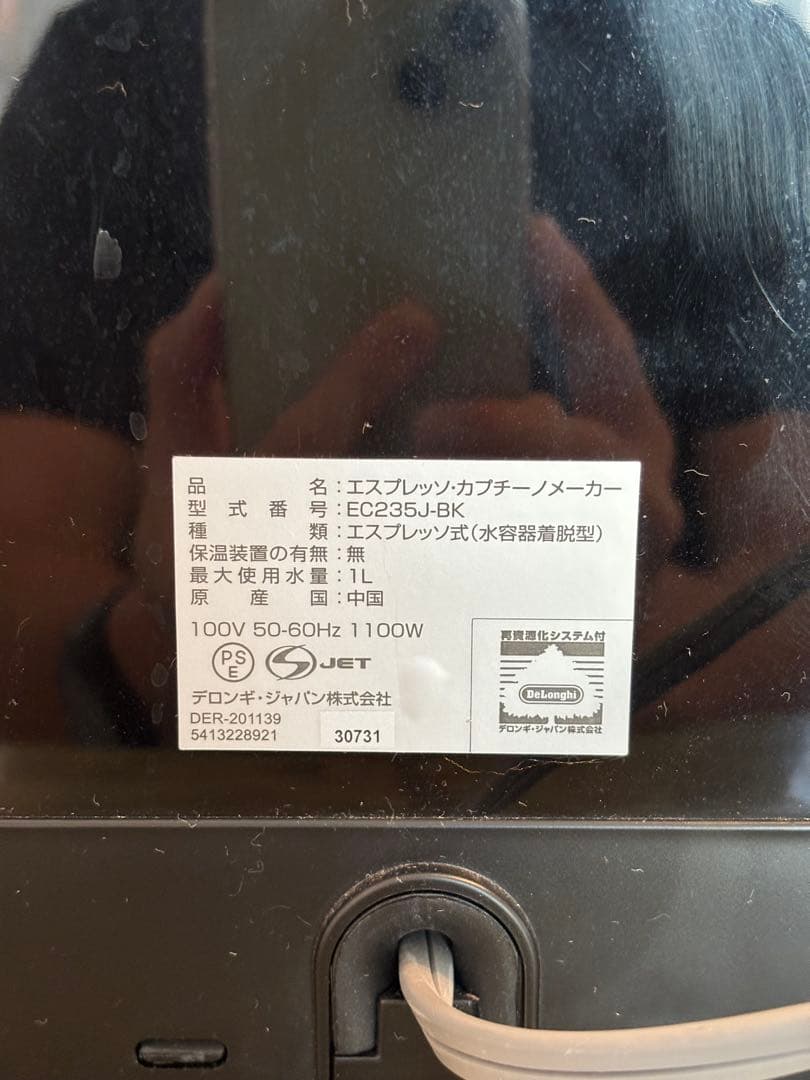 品名：エスプレッソ・カプチーノメーカー
型式番号：EC235J-BK
種類：エスプレッソ式（水容器着脱型）
保温装置の有無：無
最大使用水量：1L
原産国：中国
100V 50-60Hz 1100W
PSE
JET
デロンギ・ジャパン株式会社
DER-201139
5413228921
30731
再資源化システム付
DeLonghi
デロンギ・ジャパン株式会社